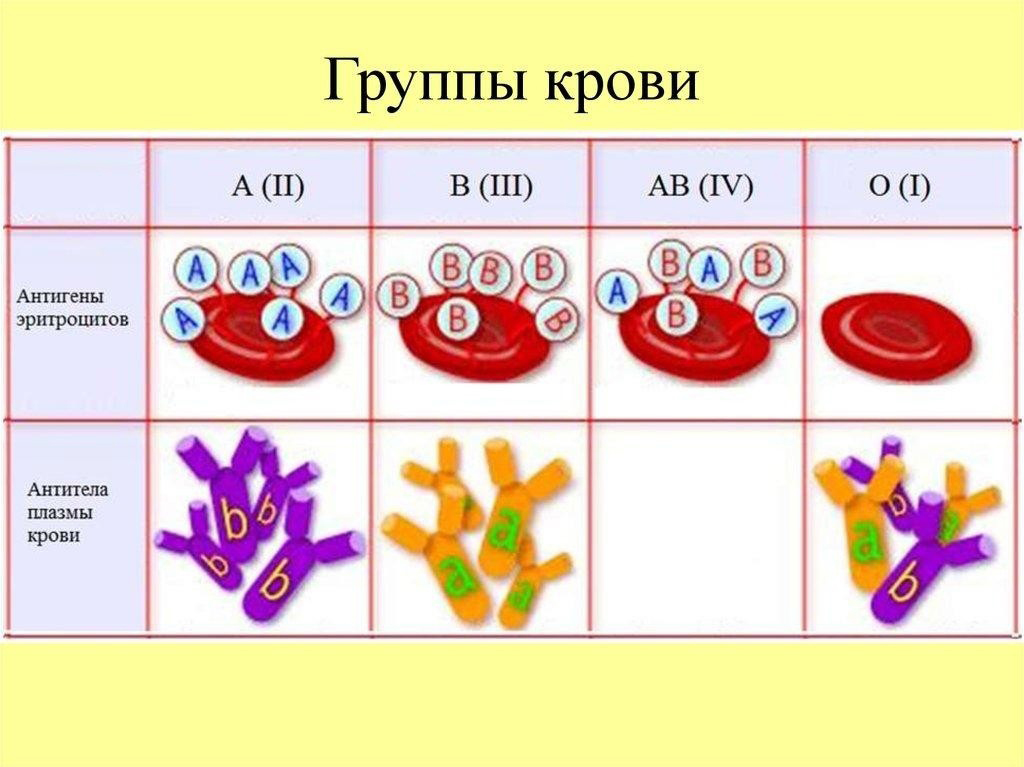 Группы крови
A (II)
B (III)
AB (IV)
O (I)
Антигены
эритроцитов
A A A A A A
B B B B B B
A B A B B A
Антитела
плазмы
крови
b b b b
a a a
a b a b